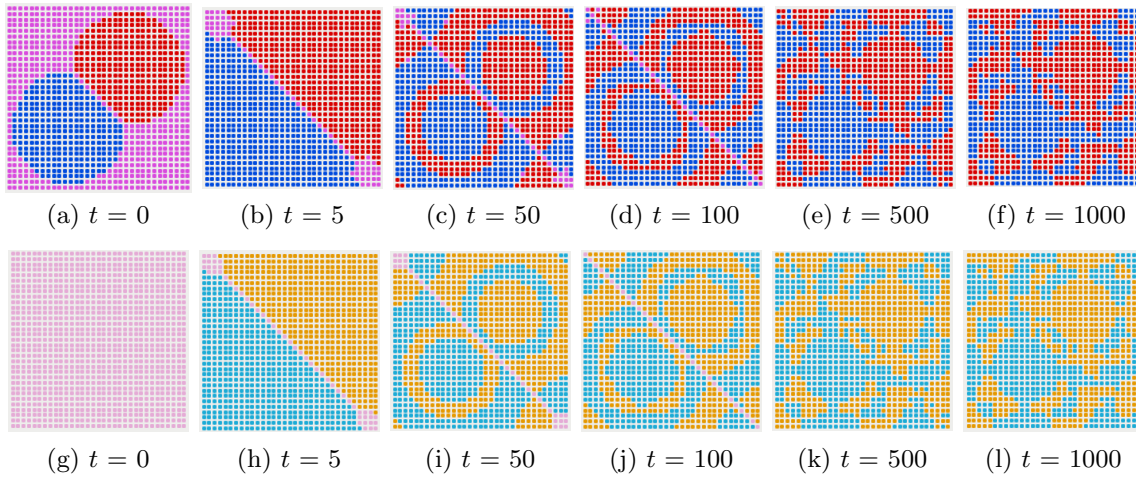 (a) t = 0 (b) t = 5 (c) t = 50 (d) t = 100 (e) t = 500 (f) t = 1000
(g) t = 0 (h) t = 5 (i) t = 50 (j) t = 100 (k) t = 500 (l) t = 1000